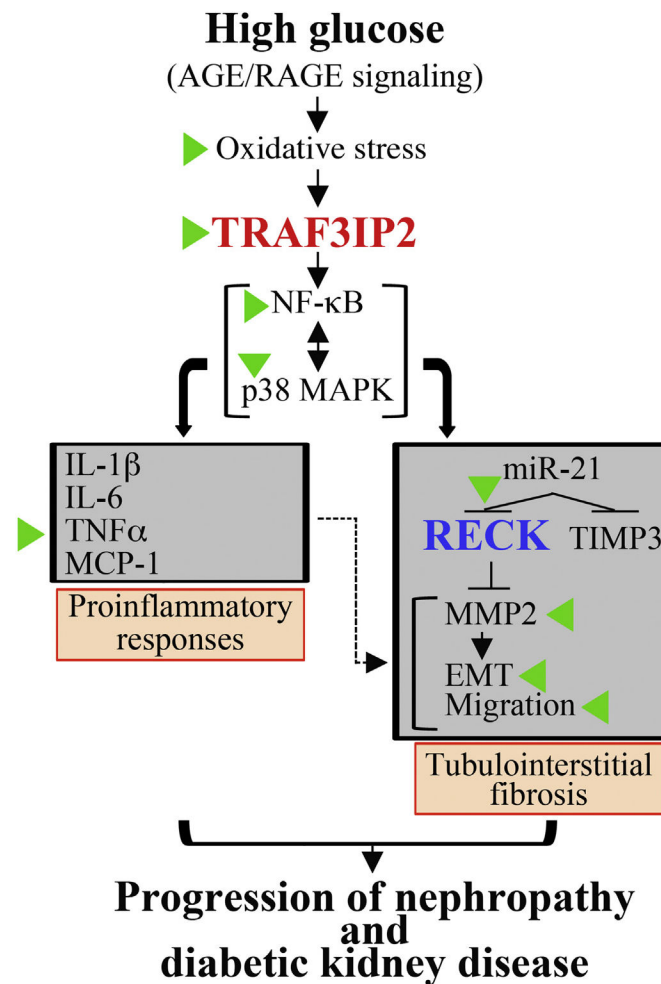 High glucose
(AGE/RAGE signaling)
Oxidative stress
TRAF3IP2
NF-κB
p38 MAPK
IL-1β
IL-6
TNFα
MCP-1
Proinflammatory
responses
miR-21
RECK TIMP3
MMP2
EMT
Migration
Tubulointerstitial
fibrosis
Progression of nephropathy
and
diabetic kidney disease